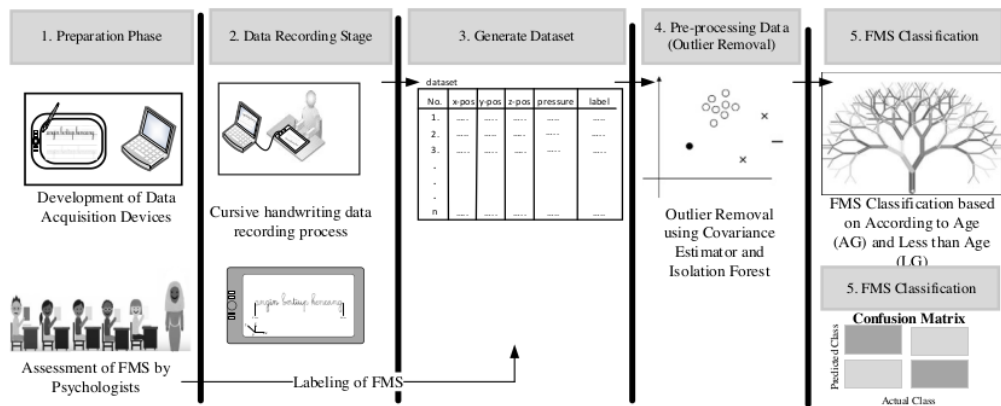 1. Preparation Phase
Development of Data
Acquisition Devices
Assessment of FMS by
Psychologists
2. Data Recording Stage
Cursive handwriting data
recording process
angin bertiup kencang
Labeling of FMS
3. Generate Dataset
dataset
No. x-pos y-pos z-pos pressure label
1.
2.
3.
.
.
.
n
4. Pre-processing Data
(Outlier Removal)
Outlier Removal
using Covariance
Estimator and
Isolation Forest
5. FMS Classification
FMS Classification based
on According to Age
(AG) and Less than Age
(LG)
5. FMS Classification
Confusion Matrix
Predicted Class
Actual Class